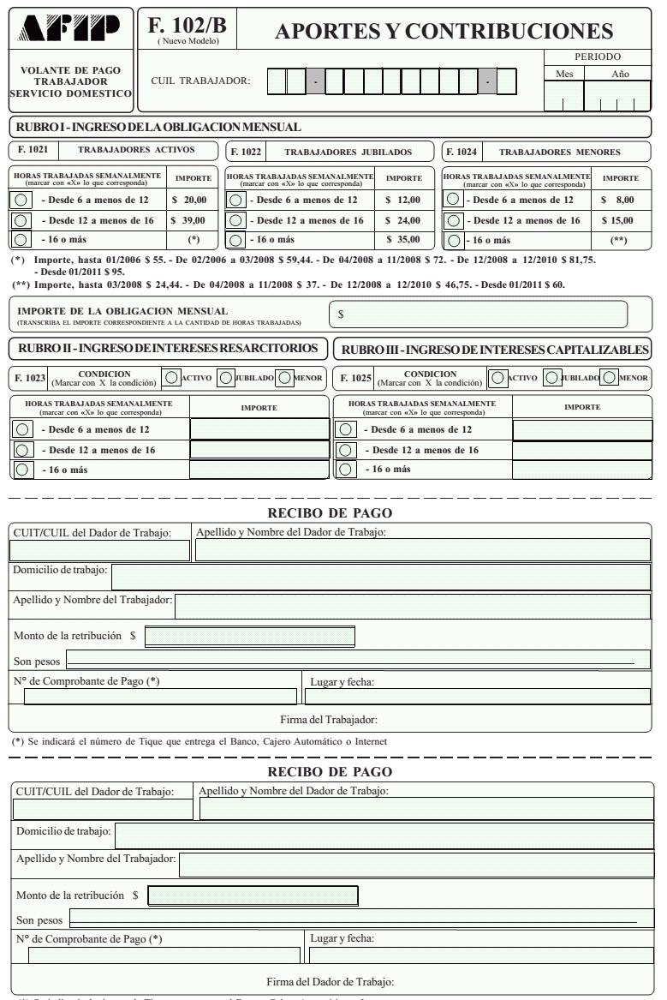 AFIP
VOLANTE DE PAGO
TRABAJADOR
SERVICIO DOMESTICO
F. 102/B
( Nuevo Modelo)
APORTES Y CONTRIBUCIONES
CUIL TRABAJADOR:
- -
PERIODO
Mes Año
RUBRO I - INGRESO DE LA OBLIGACION MENSUAL
F. 1021 TRABAJADORES ACTIVOS
HORAS TRABAJADAS SEMANALMENTE
(marcar con «X» lo que corresponda)
IMPORTE
- Desde 6 a menos de 12 $ 20,00
- Desde 12 a menos de 16 $ 39,00
- 16 o más (*)
F. 1022 TRABAJADORES JUBILADOS
HORAS TRABAJADAS SEMANALMENTE
(marcar con «X» lo que corresponda)
IMPORTE
- Desde 6 a menos de 12 $ 12,00
- Desde 12 a menos de 16 $ 24,00
- 16 o más $ 35,00
F. 1024 TRABAJADORES MENORES
HORAS TRABAJADAS SEMANALMENTE
(marcar con «X» lo que corresponda)
IMPORTE
- Desde 6 a menos de 12 $ 8,00
- Desde 12 a menos de 16 $ 15,00
- 16 o más (**)
(*) Importe, hasta 01/2006 $ 55. - De 02/2006 a 03/2008 $ 59,44. - De 04/2008 a 11/2008 $ 72. - De 12/2008 a 12/2010 $ 81,75.
- Desde 01/2011 $ 95.
(**) Importe, hasta 03/2008 $ 24,44. - De 04/2008 a 11/2008 $ 37. - De 12/2008 a 12/2010 $ 46,75. - Desde 01/2011 $ 60.
IMPORTE DE LA OBLIGACION MENSUAL
(TRANSCRIBA EL IMPORTE CORRESPONDIENTE A LA CANTIDAD DE HORAS TRABAJADAS)
$
RUBRO II - INGRESO DE INTERESES RESARCITORIOS
F. 1023 CONDICION
(Marcar con X la condición)
ACTIVO JUBILADO MENOR
HORAS TRABAJADAS SEMANALMENTE
(marcar con «X» lo que corresponda)
IMPORTE
- Desde 6 a menos de 12
- Desde 12 a menos de 16
- 16 o más
RUBRO III - INGRESO DE INTERESES CAPITALIZABLES
F. 1025 CONDICION
(Marcar con X la condición)
ACTIVO JUBILADO MENOR
HORAS TRABAJADAS SEMANALMENTE
(marcar con «X» lo que corresponda)
IMPORTE
- Desde 6 a menos de 12
- Desde 12 a menos de 16
- 16 o más
RECIBO DE PAGO
CUIT/CUIL del Dador de Trabajo: Apellido y Nombre del Dador de Trabajo:
Domicilio de trabajo:
Apellido y Nombre del Trabajador:
Monto de la retribución $
Son pesos
N° de Comprobante de Pago (*) Lugar y fecha:
Firma del Trabajador:
(*) Se indicará el número de Tique que entrega el Banco, Cajero Automático o Internet
RECIBO DE PAGO
CUIT/CUIL del Dador de Trabajo: Apellido y Nombre del Dador de Trabajo:
Domicilio de trabajo:
Apellido y Nombre del Trabajador:
Monto de la retribución $
Son pesos
N° de Comprobante de Pago (*) Lugar y fecha:
Firma del Dador de Trabajo: